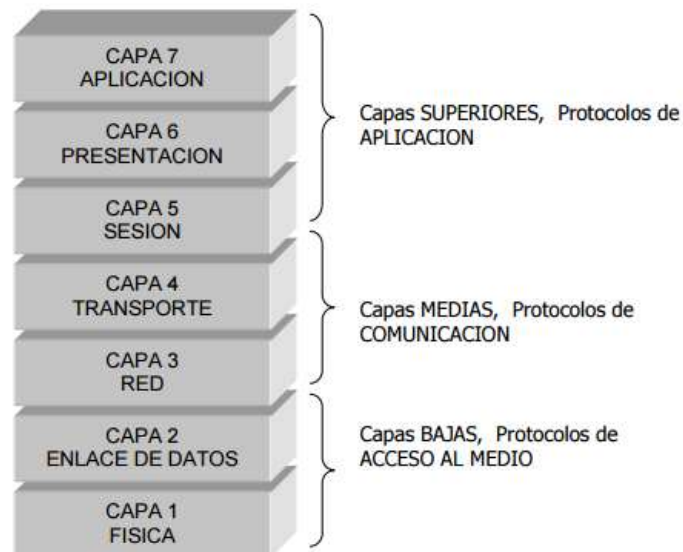 CAPA 7
APLICACION
CAPA 6
PRESENTACION
CAPA 5
SESION
CAPA 4
TRANSPORTE
CAPA 3
RED
CAPA 2
ENLACE DE DATOS
CAPA 1
FISICA
Capas SUPERIORES, Protocolos de
APLICACION
Capas MEDIAS, Protocolos de
COMUNICACION
Capas BAJAS, Protocolos de
ACCESO AL MEDIO